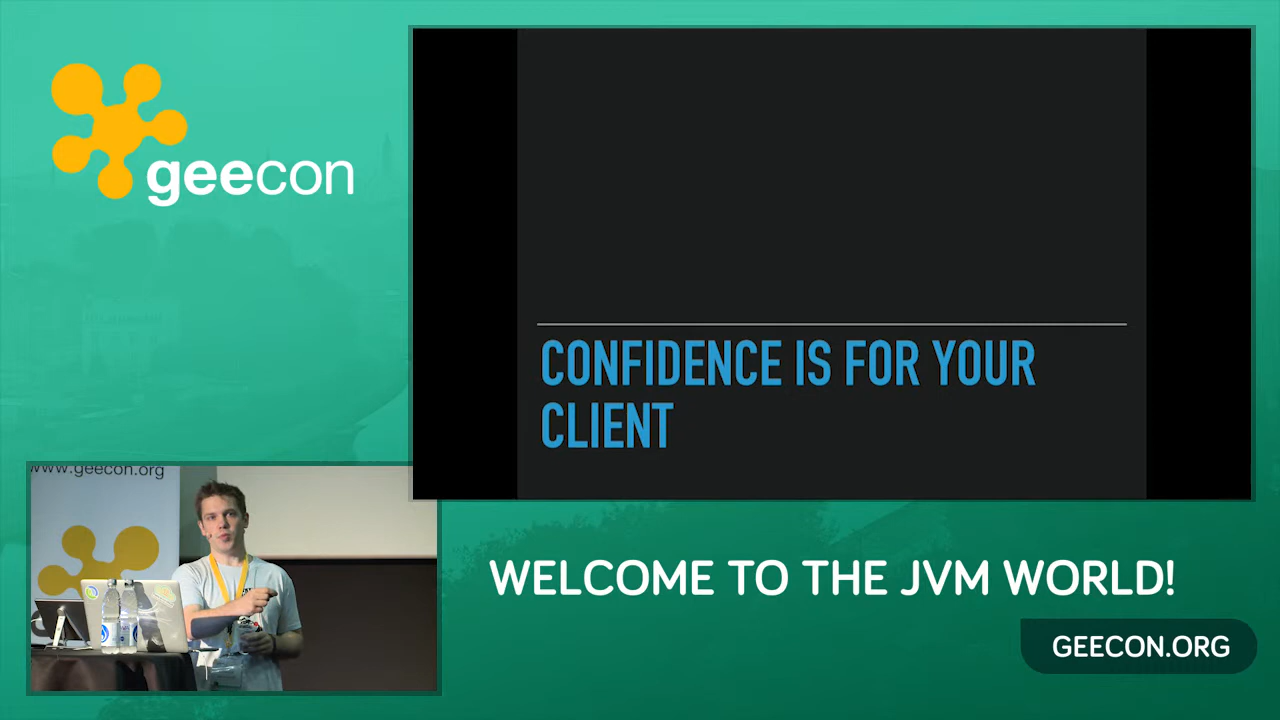 geecon
CONFIDENCE IS FOR YOUR
CLIENT
www.geecon.org
WELCOME TO THE JVM WORLD!
GEECON.ORG